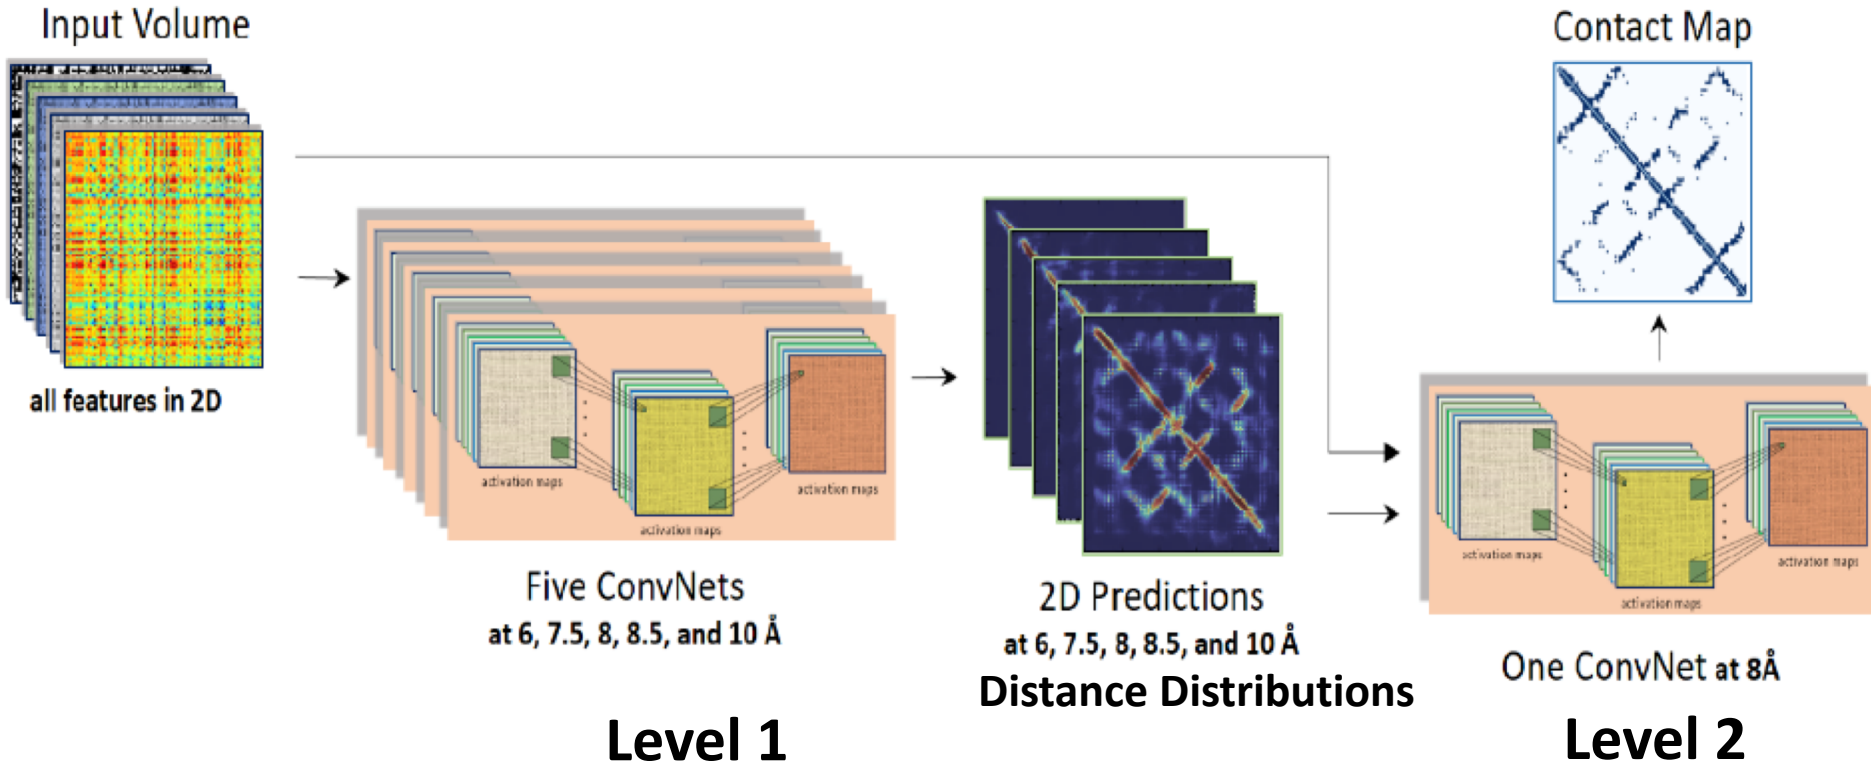 Input Volume
all features in 2D
activation maps
activation maps
activation maps
Five ConvNets
at 6, 7.5, 8, 8.5, and 10 Å
Level 1
2D Predictions
at 6, 7.5, 8, 8.5, and 10 Å
Distance Distributions
Contact Map
activation maps
activation maps
activation maps
One ConvNet at 8Å
Level 2